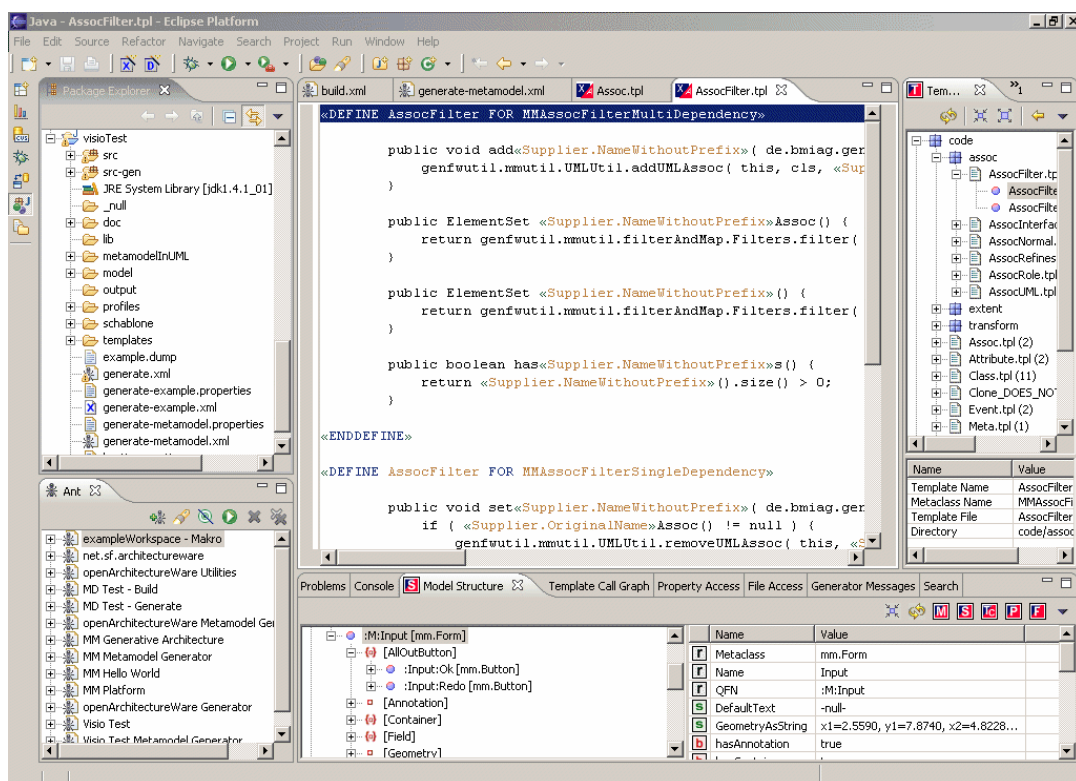 Java - AssocFilter.tpl - Eclipse Platform
File Edit Source Refactor Navigate Search Project Run Window Help
Package Explorer
visioTest
src
src-gen
JRE System Library [jdk1.4.1_01]
_null
doc
lib
metamodelInUML
model
output
profiles
schablone
templates
example.dump
generate.xml
generate-example.properties
generate-example.xml
generate-metamodel.properties
generate-metamodel.xml
Ant
exampleWorkspace - Makro
net.sf.architectureware
openArchitectureWare Utilities
MD Test - Build
MD Test - Generate
openArchitectureWare Metamodel Ger
MM Generative Architecture
MM Metamodel Generator
MM Hello World
MM Platform
openArchitectureWare Generator
Visio Test
Visio Test Metamodel Generator
build.xml generate-metamodel.xml Assoc.tpl AssocFilter.tpl
«DEFINE AssocFilter FOR MMAssocFilterMultiDependency»
public void add«Supplier.NameWithoutPrefix»( de.bmiag.gen
genfwutil.mmutil.UMLUtil.addUMLAssoc( this, cls, «Sup
}
public ElementSet «Supplier.NameWithoutPrefix»Assoc() {
return genfwutil.mmutil.filterAndMap.Filters.filter(
}
public ElementSet «Supplier.NameWithoutPrefix»() {
return genfwutil.mmutil.filterAndMap.Filters.filter(
}
public boolean has«Supplier.NameWithoutPrefix»s() {
return «Supplier.NameWithoutPrefix»().size() > 0;
}
«ENDDEFINE»
«DEFINE AssocFilter FOR MMAssocFilterSingleDependency»
public void set«Supplier.NameWithoutPrefix»( de.bmiag.gen
if ( «Supplier.OriginalName»Assoc() != null ) {
genfwutil.mmutil.UMLUtil.removeUMLAssoc( this, «S
Tem... »1
code
assoc
AssocFilter.tp
AssocFilte
AssocFilte
AssocInterfac
AssocNormal.
AssocRefines
AssocRole.tpl
AssocUML.tpl
extent
transform
Assoc.tpl (2)
Attribute.tpl (2)
Class.tpl (11)
Clone_DOES_NO
Event.tpl (2)
Meta.tpl (1)
Name Value
Template Name AssocFilter
Metaclass Name MMAssocFi
Template File AssocFilter
Directory code/assoc
Problems Console Model Structure Template Call Graph Property Access File Access Generator Messages Search
:M:Input [mm.Form]
[AllOutButton]
:Input:Ok [mm.Button]
:Input:Redo [mm.Button]
[Annotation]
[Container]
[Field]
[Geometry]
Name Value
Metaclass mm.Form
Name Input
QFN :M:Input
DefaultText -null-
GeometryAsString x1=2.5590, y1=7.8740, x2=4.8228...
hasAnnotation true